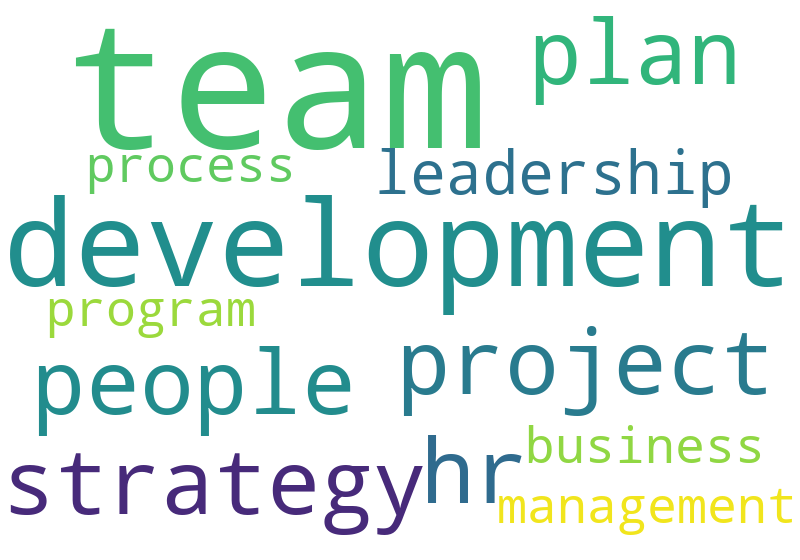 team
plan
process
leadership
development
program
people
project
strategy
hr
business
management